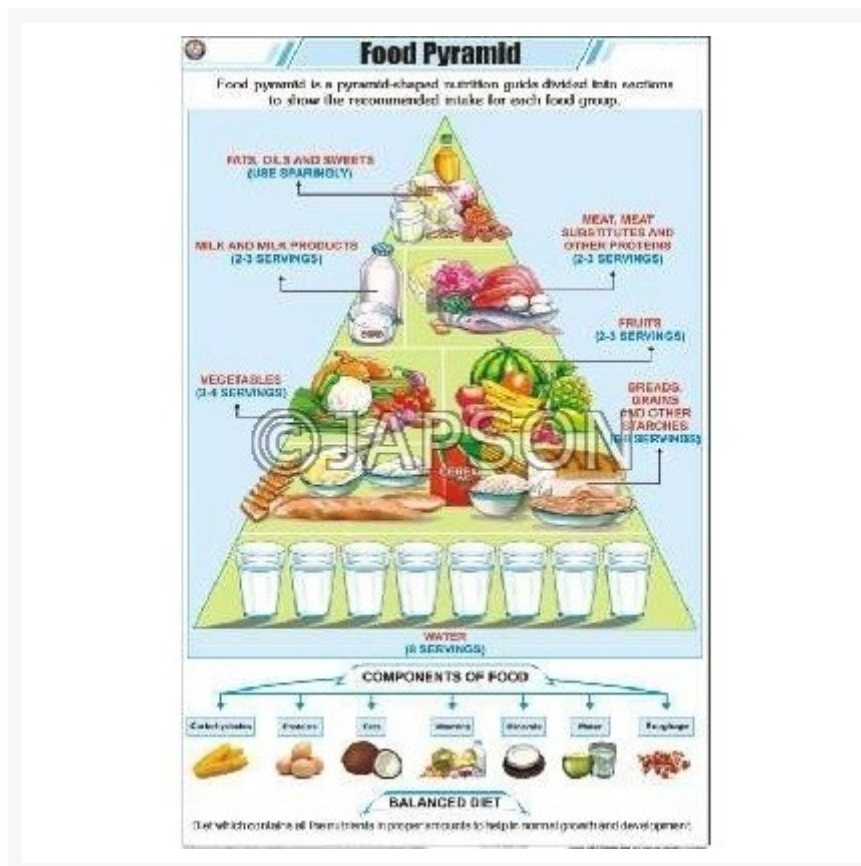 Food Pyramid
Food pyramid is a pyramid-shaped nutrition guide divided into sections
to show the recommended intake for each food group.
FATS, OILS AND SWEETS
(USE SPARINGLY)
MEAT, MEAT
SUBSTITUTES AND
OTHER PROTEINS
(2-3 SERVINGS)
MILK AND MILK PRODUCTS
(2-3 SERVINGS)
FRUITS
(2-3 SERVINGS)
VEGETABLES
SERVINGS)
BREADS,
GRAINS
AND OTHER
STARCHES
SERVINGS)
©JAPSON
WATER
(8 SERVINGS)
COMPONENTS OF FOOD
Carbohydrates Proteins Fats Vitamins Minerals Water Roughage
BALANCED DIET
Diet which contains all the nutrients in proper amounts to help in normal growth and development.